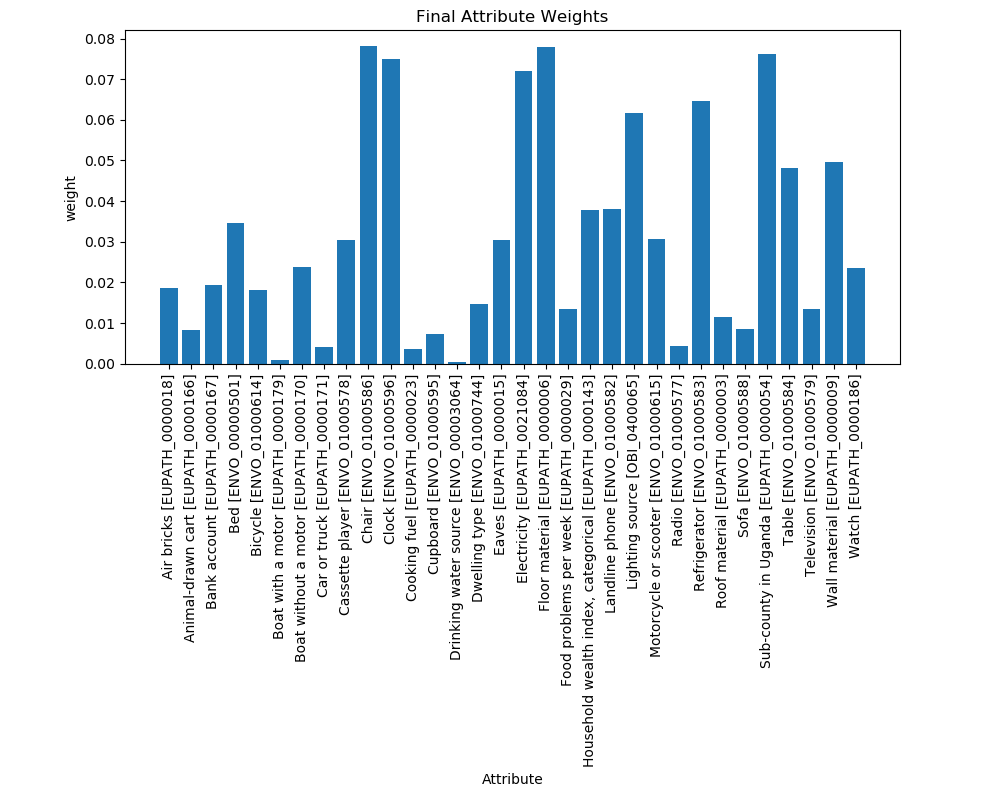 Final Attribute Weights
0.08
0.07
0.06
0.05
0.04
0.03
0.02
0.01
0.00
weight
Air bricks [EUPATH_0000018]
Animal-drawn cart [EUPATH_0000166]
Bank account [EUPATH_0000167]
Bed [ENVO_00000501]
Bicycle [ENVO_01000614]
Boat with a motor [EUPATH_0000179]
Boat without a motor [EUPATH_0000170]
Car or truck [EUPATH_0000171]
Cassette player [ENVO_01000578]
Chair [ENVO_01000586]
Clock [ENVO_01000596]
Cooking fuel [EUPATH_0000023]
Cupboard [ENVO_01000595]
Drinking water source [ENVO_00003064]
Dwelling type [ENVO_01000744]
Eaves [EUPATH_0000015]
Electricity [EUPATH_0021084]
Floor material [EUPATH_0000006]
Food problems per week [EUPATH_0000029]
Household wealth index, categorical [EUPATH_0000143]
Landline phone [ENVO_01000582]
Lighting source [OBI_0400065]
Motorcycle or scooter [ENVO_01000615]
Radio [ENVO_01000577]
Refrigerator [ENVO_01000583]
Roof material [EUPATH_0000003]
Sofa [ENVO_01000588]
Sub-county in Uganda [EUPATH_0000054]
Table [ENVO_01000584]
Television [ENVO_01000579]
Wall material [EUPATH_0000009]
Watch [EUPATH_0000186]
Attribute